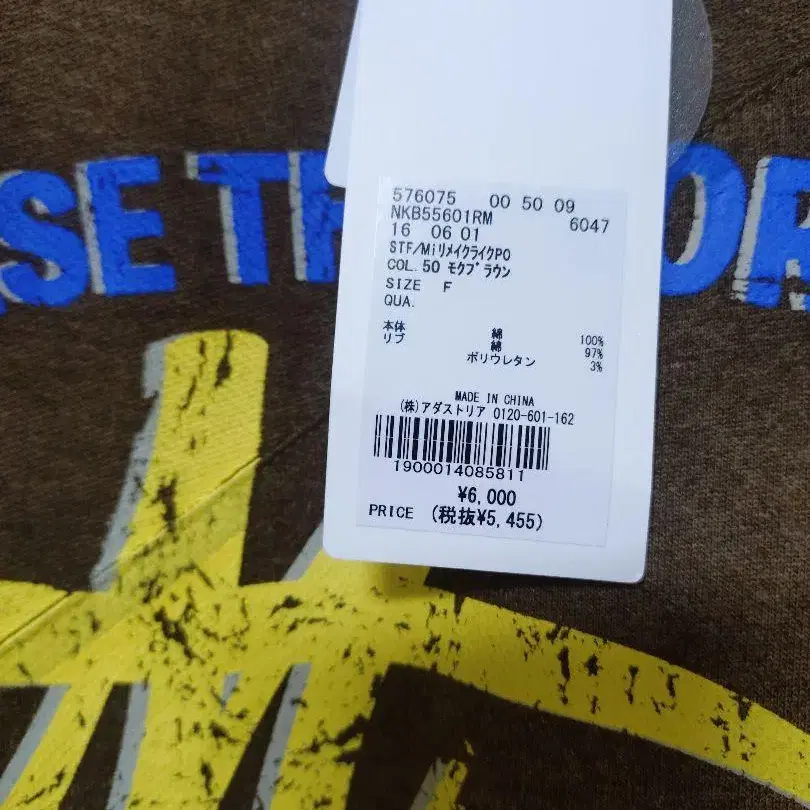 SE TH OR
576075 00 50 09
NKB55601RM 6047
16 06 01
STF/MiリメイクライクPO
COL.50 モクブラウン
SIZE F
QUA.
本体 綿 100%
リブ 綿 97%
ポリウレタン 3%
MADE IN CHINA
(株)アダストリア 0120-601-162
1900014085811
¥6,000
PRICE (税抜¥5,455)